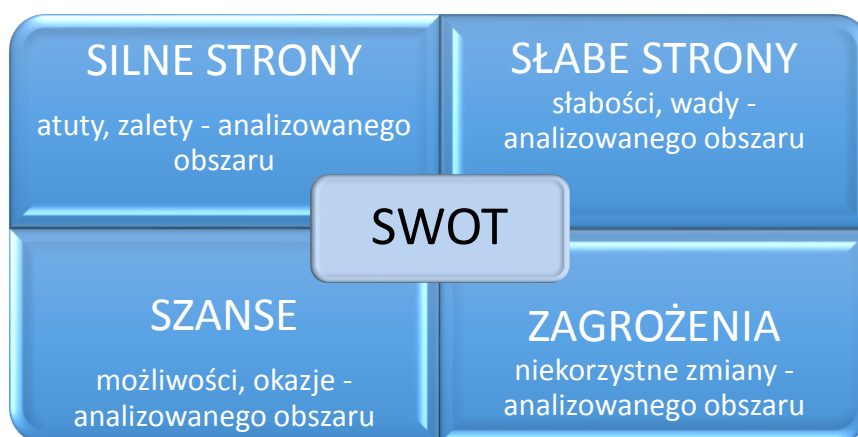 SILNE STRONY
atuty, zalety - analizowanego
obszaru
SŁABE STRONY
słabości, wady -
analizowanego obszaru
SWOT
SZANSE
możliwości, okazje -
analizowanego obszaru
ZAGROŻENIA
niekorzystne zmiany -
analizowanego obszaru